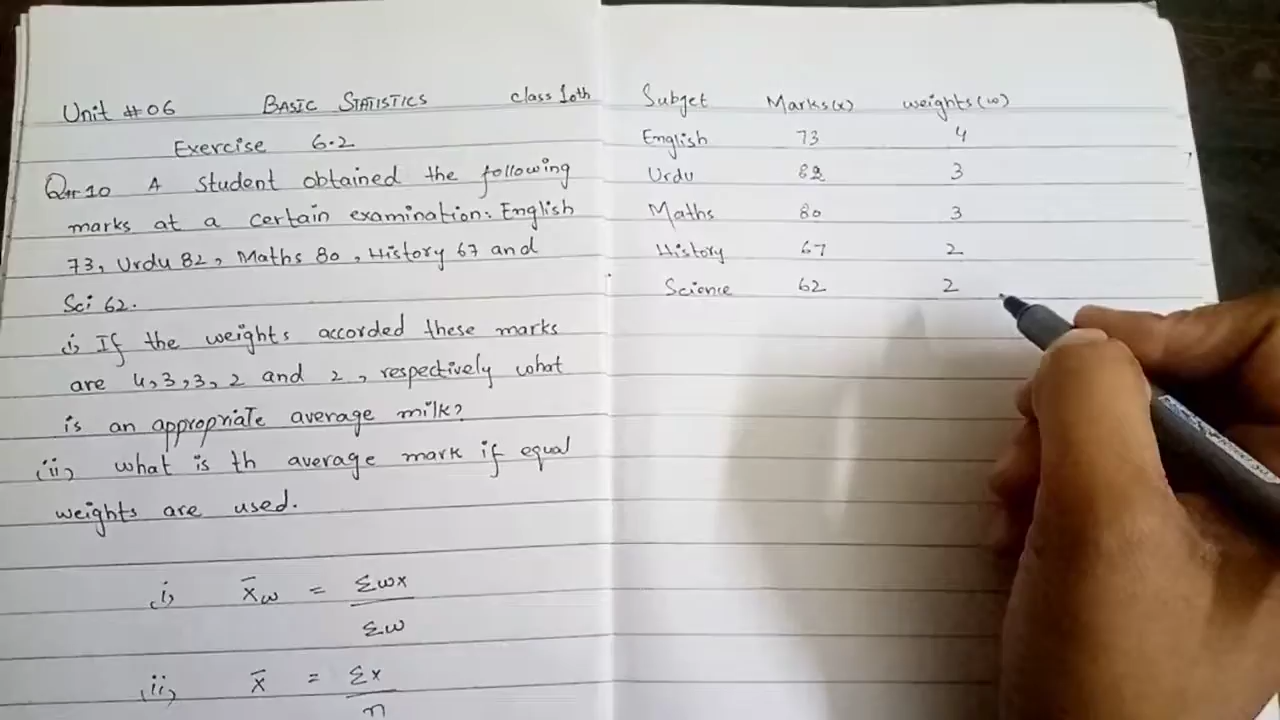 Unit #06 BASIC STATISTICS class 10th
Exercise 6.2
Q#10 A student obtained the following
marks at a certain examination: English
73, Urdu 82, Maths 80, History 67 and
Sci 62.
i, If the weights accorded these marks
are 4,3,3,2 and 2, respectively what
is an appropriate average milk?
(ii, what is th average mark if equal
weights are used.
(i, x̄w = Σwx
Σw
(ii, x̄ = Σx
n
Subjet Marks(x) weights(w)
English 73 4
Urdu 82 3
Maths 80 3
History 67 2
Science 62 2